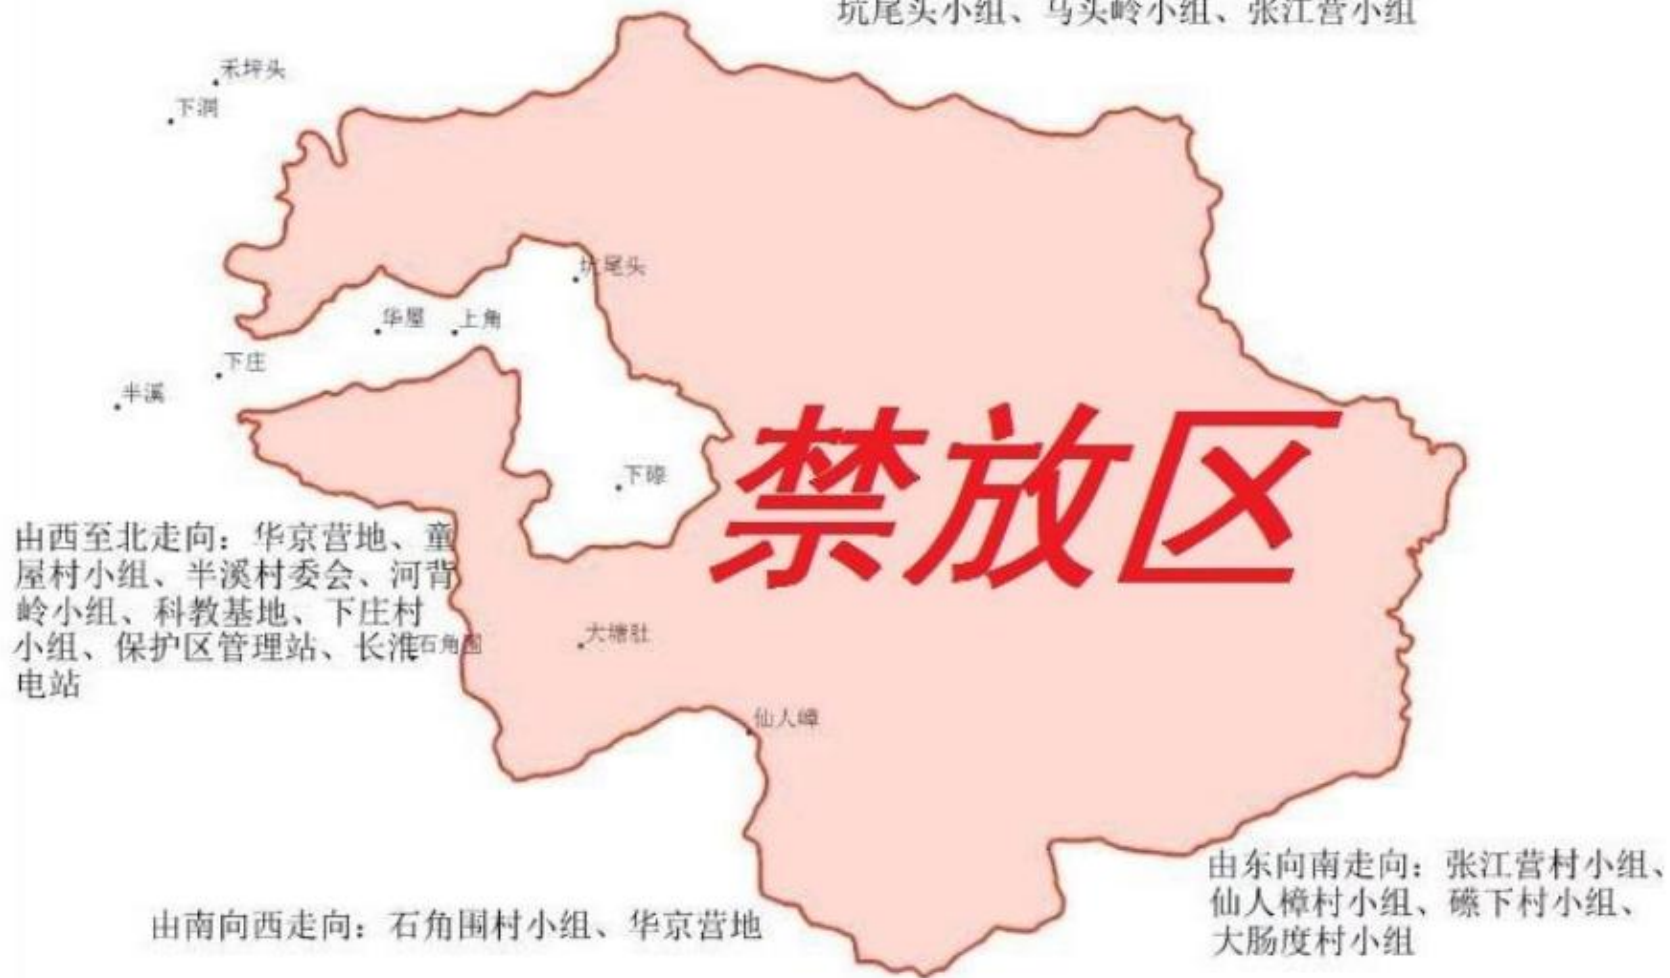 坑尾头小组、马头岭小组、张江营小组
禾坪头
下洞
坑尾头
华屋
上角
下庄
半溪
禁放区
下磜
由西至北走向：华京营地、童
屋村小组、半溪村委会、河背
岭小组、科教基地、下庄村
小组、保护区管理站、长淮
电站
石角围
大塘肚
仙人嶂
由东向南走向：张江营村小组、
仙人樟村小组、磜下村小组、
大肠度村小组
由南向西走向：石角围村小组、华京营地